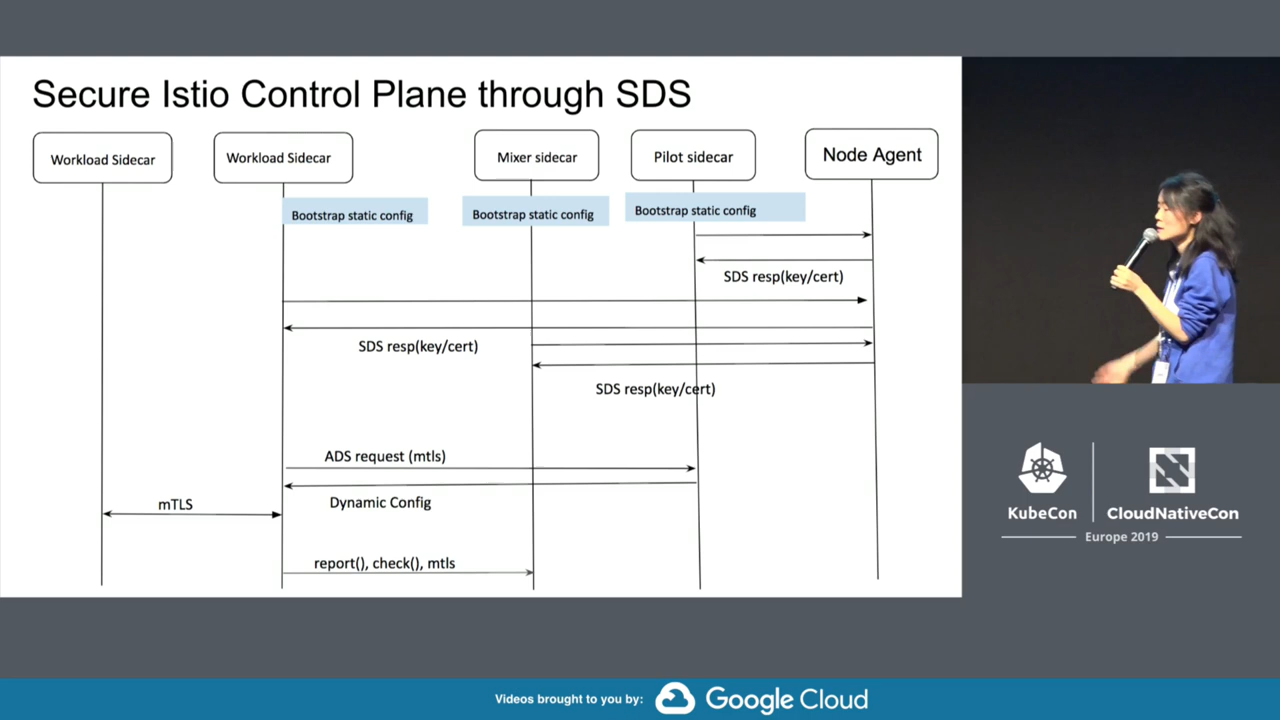 Secure Istio Control Plane through SDS
Workload Sidecar
Workload Sidecar
Mixer sidecar
Pilot sidecar
Node Agent
Bootstrap static config
Bootstrap static config
Bootstrap static config
SDS resp(key/cert)
SDS resp(key/cert)
SDS resp(key/cert)
ADS request (mtls)
mTLS
Dynamic Config
report(), check(), mtls
KubeCon
CloudNativeCon
Europe 2019
Videos brought to you by:
Google Cloud